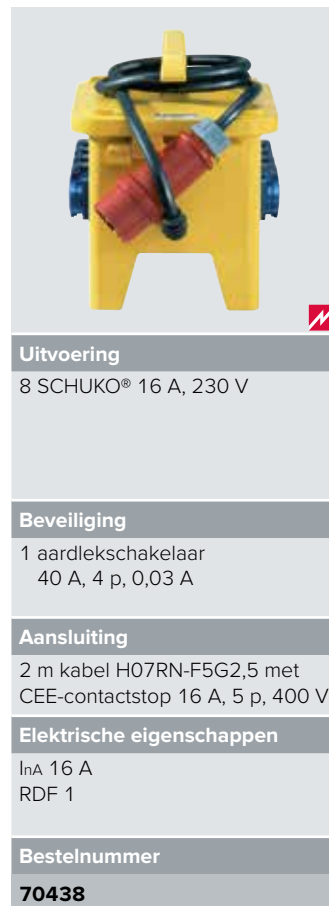 Uitvoering
8 SCHUKO® 16 A, 230 V
Beveiliging
1 aardlekschakelaar
40 A, 4 p, 0,03 A
Aansluiting
2 m kabel H07RN-F5G2,5 met
CEE-contactstop 16 A, 5 p, 400 V
Elektrische eigenschappen
InA 16 A
RDF 1
Bestelnummer
70438